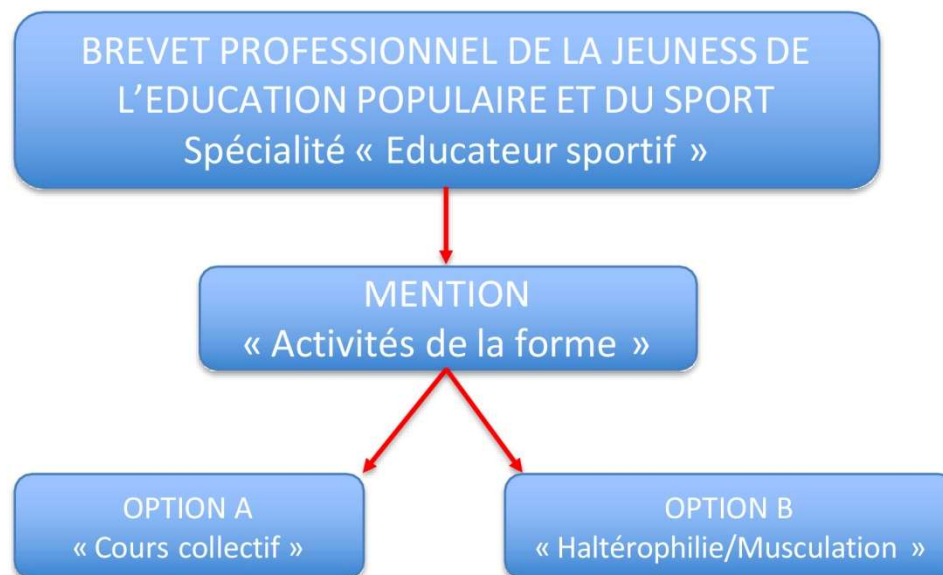 BREVET PROFESSIONNEL DE LA JEUNESS DE
L’EDUCATION POPULAIRE ET DU SPORT
Spécialité « Educateur sportif »
MENTION
« Activités de la forme »
OPTION A
« Cours collectif »
OPTION B
« Haltérophilie/Musculation »